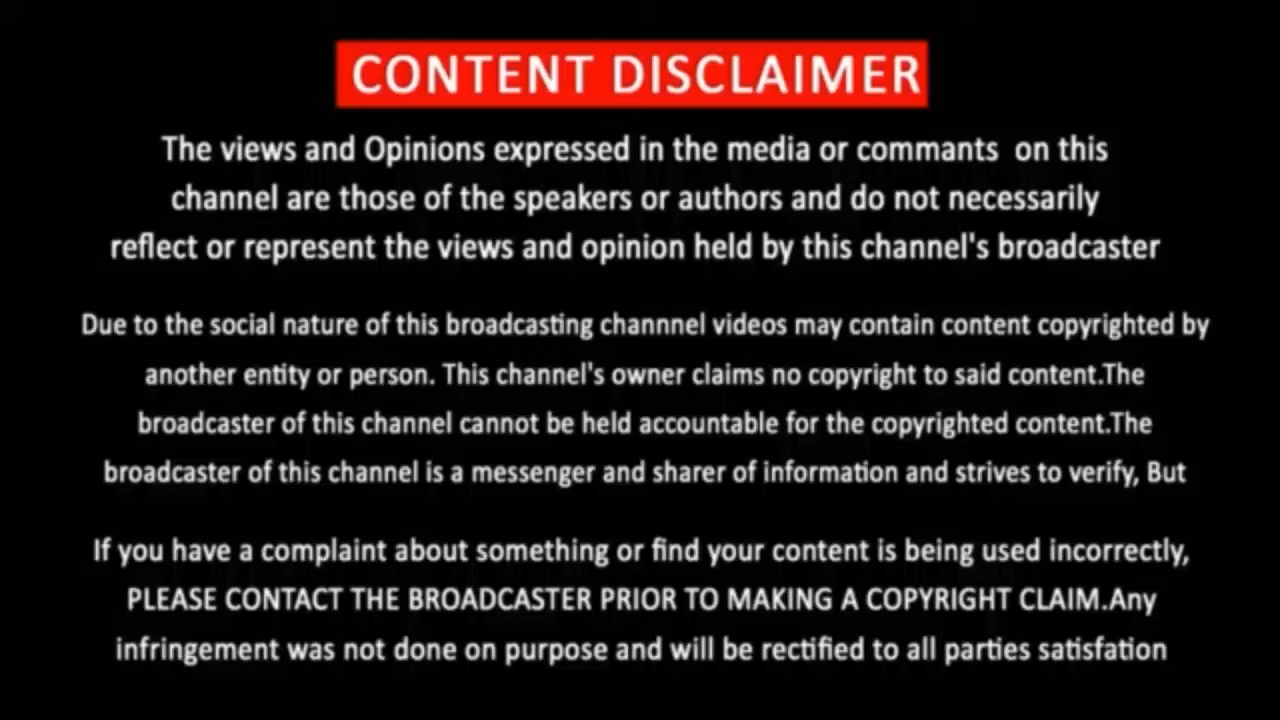 CONTENT DISCLAIMER
The views and Opinions expressed in the media or commants on this
channel are those of the speakers or authors and do not necessarily
reflect or represent the views and opinion held by this channel's broadcaster
Due to the social nature of this broadcasting channnel videos may contain content copyrighted by
another entity or person. This channel's owner claims no copyright to said content.The
broadcaster of this channel cannot be held accountable for the copyrighted content.The
broadcaster of this channel is a messenger and sharer of information and strives to verify, But
If you have a complaint about something or find your content is being used incorrectly,
PLEASE CONTACT THE BROADCASTER PRIOR TO MAKING A COPYRIGHT CLAIM.Any
infringement was not done on purpose and will be rectified to all parties satisfation